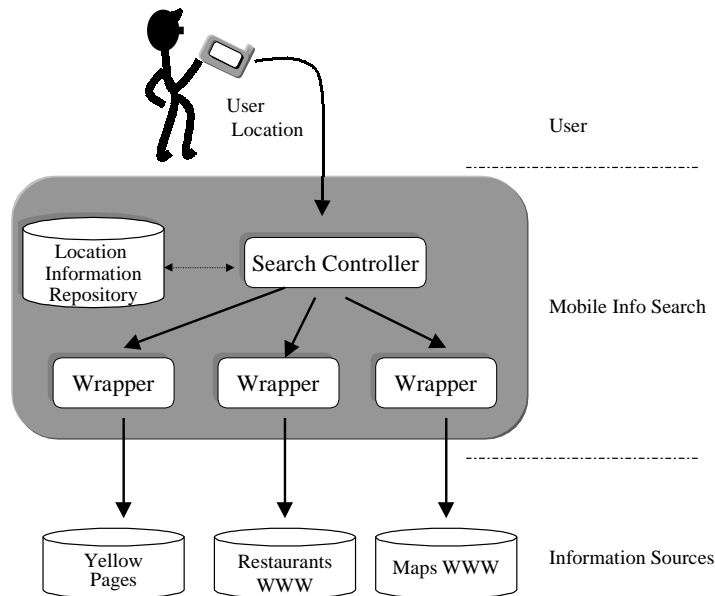 User
Location
User
Location
Information
Repository
Search Controller
Mobile Info Search
Wrapper
Wrapper
Wrapper
Yellow
Pages
Restaurants
WWW
Maps WWW
Information Sources